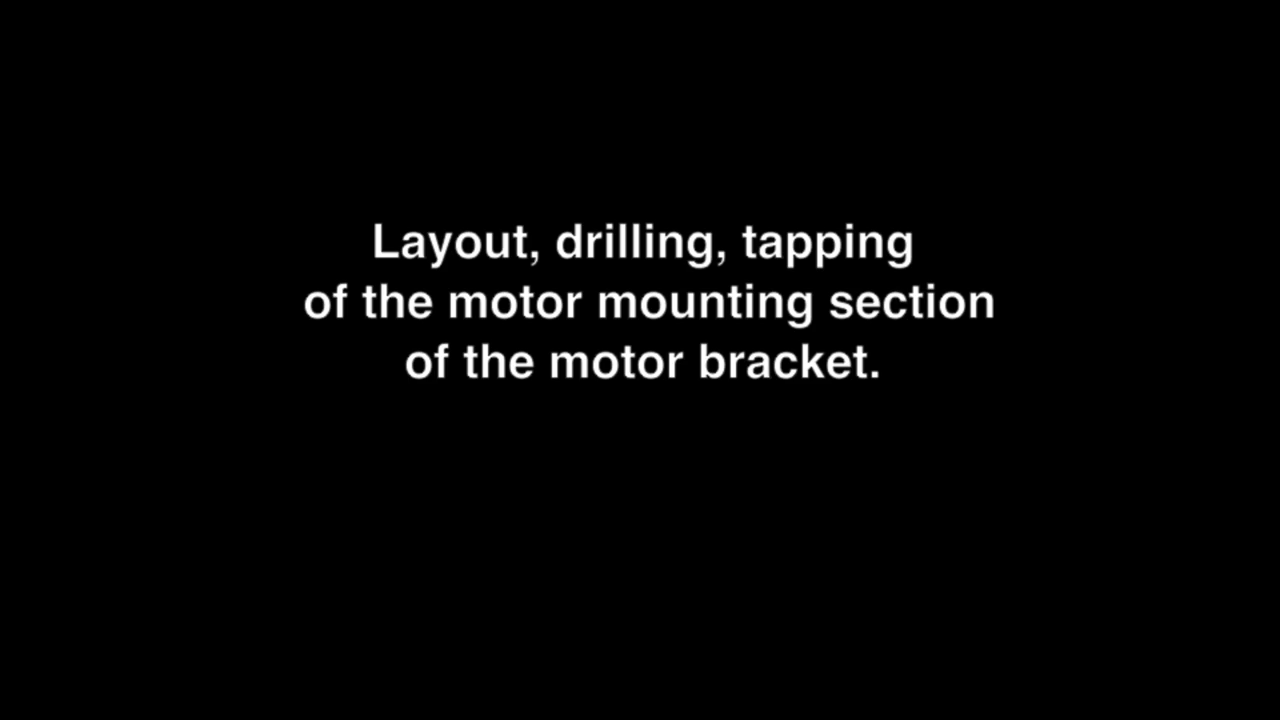 Layout, drilling, tapping
of the motor mounting section
of the motor bracket.